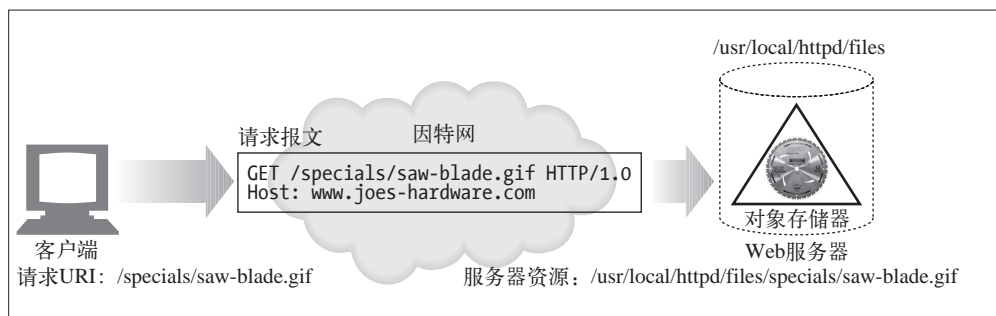 /usr/local/httpd/files
请求报文
因特网
GET /specials/saw-blade.gif HTTP/1.0
Host: www.joes-hardware.com
对象存储器
客户端
Web服务器
请求URI：/specials/saw-blade.gif
服务器资源：/usr/local/httpd/files/specials/saw-blade.gif